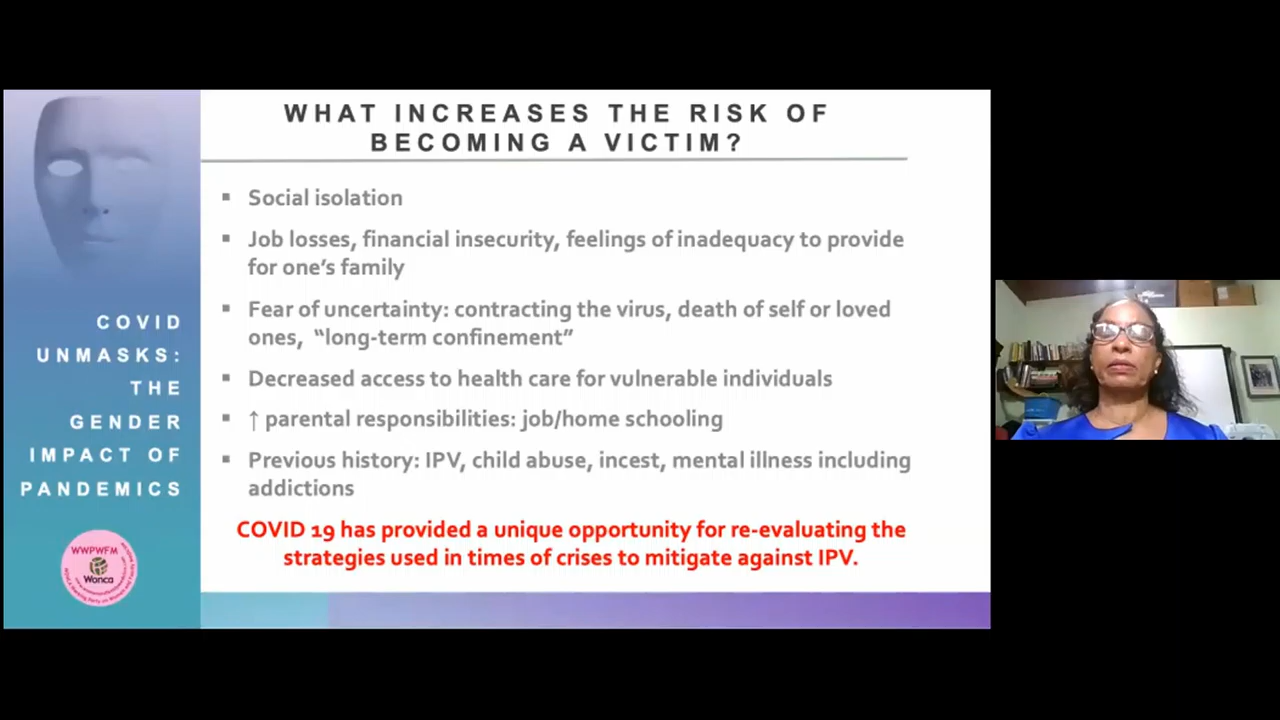 WHAT INCREASES THE RISK OF
BECOMING A VICTIM?
▪ Social isolation
▪ Job losses, financial insecurity, feelings of inadequacy to provide
for one's family
▪ Fear of uncertainty: contracting the virus, death of self or loved
ones, “long-term confinement”
▪ Decreased access to health care for vulnerable individuals
▪ ↑ parental responsibilities: job/home schooling
▪ Previous history: IPV, child abuse, incest, mental illness including
addictions
COVID 19 has provided a unique opportunity for re-evaluating the
strategies used in times of crises to mitigate against IPV.
COVID
UNMASKS:
THE
GENDER
IMPACT OF
PANDEMICS
WWPWFM
Wonca